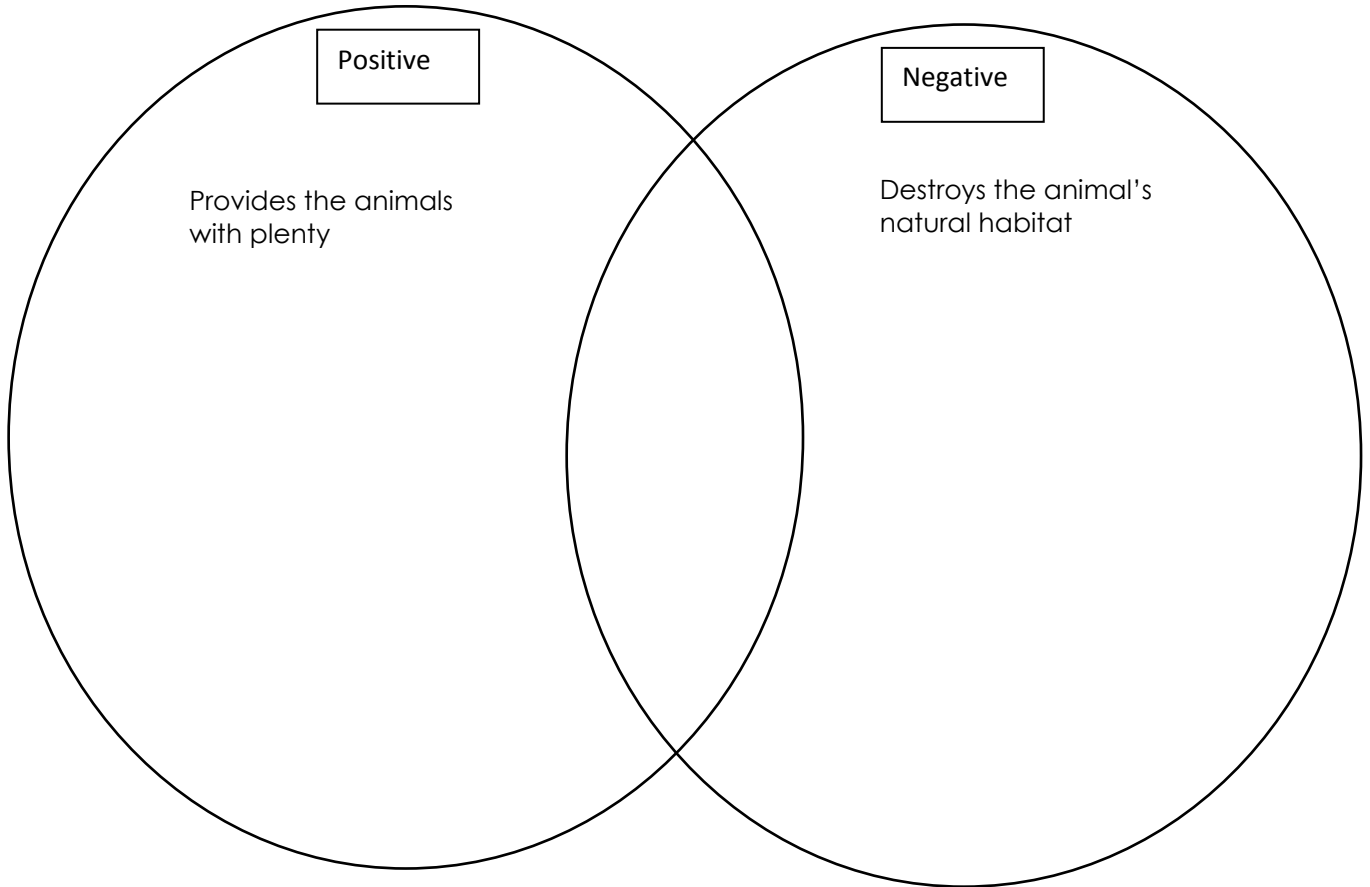 Positive
Negative
Provides the animals
with plenty
Destroys the animal’s
natural habitat